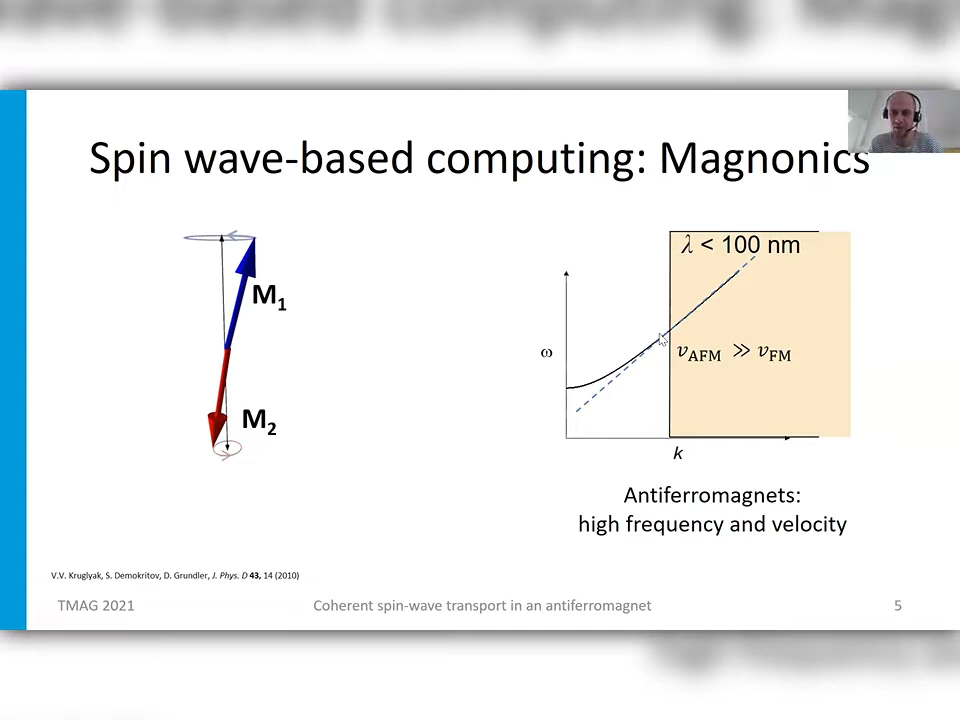 Spin wave-based computing: Magnonics
M1
M2
λ < 100 nm
ω
vAFM ≫ vFM
k
Antiferromagnets:
high frequency and velocity
V.V. Kruglyak, S. Demokritov, D. Grundler, J. Phys. D 43, 14 (2010)
TMAG 2021
Coherent spin-wave transport in an antiferromagnet
5